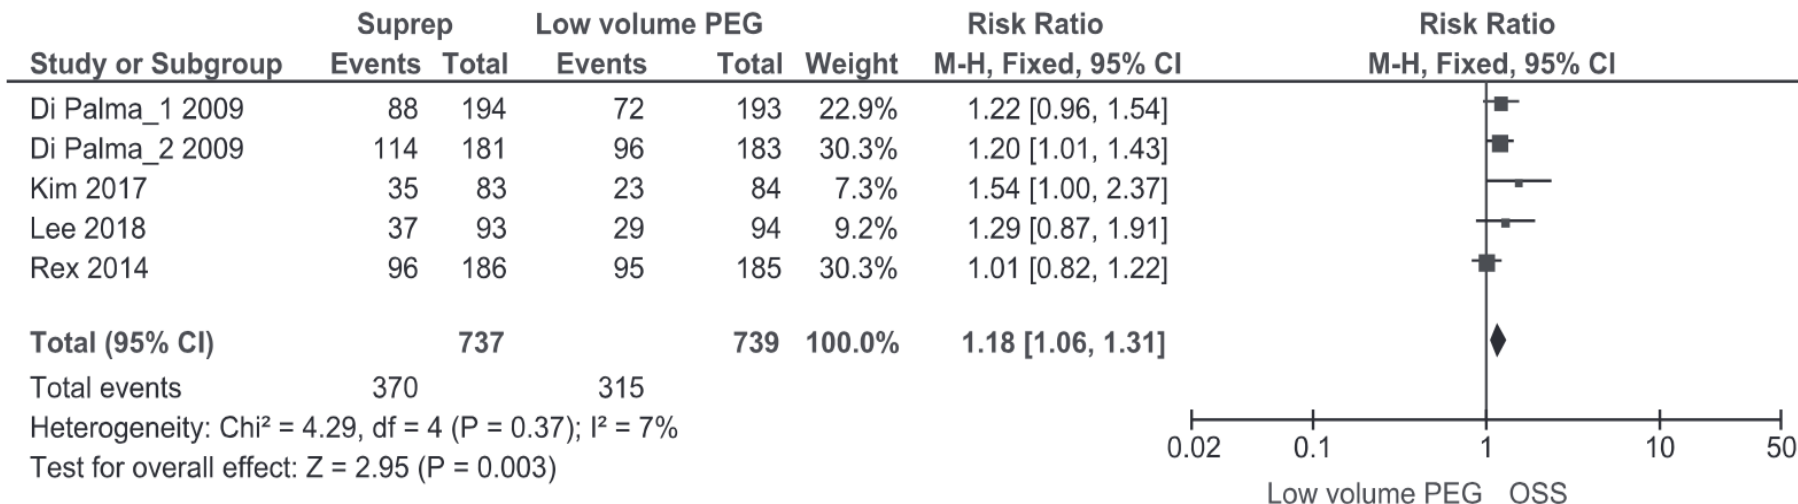 Suprep Low volume PEG Risk Ratio Risk Ratio
Study or Subgroup Events Total Events Total Weight M-H, Fixed, 95% CI M-H, Fixed, 95% CI
Di Palma_1 2009 88 194 72 193 22.9% 1.22 [0.96, 1.54]
Di Palma_2 2009 114 181 96 183 30.3% 1.20 [1.01, 1.43]
Kim 2017 35 83 23 84 7.3% 1.54 [1.00, 2.37]
Lee 2018 37 93 29 94 9.2% 1.29 [0.87, 1.91]
Rex 2014 96 186 95 185 30.3% 1.01 [0.82, 1.22]
Total (95% CI) 737 739 100.0% 1.18 [1.06, 1.31]
Total events 370 315
Heterogeneity: Chi² = 4.29, df = 4 (P = 0.37); I² = 7%
Test for overall effect: Z = 2.95 (P = 0.003)
0.02 0.1 1 10 50
Low volume PEG OSS